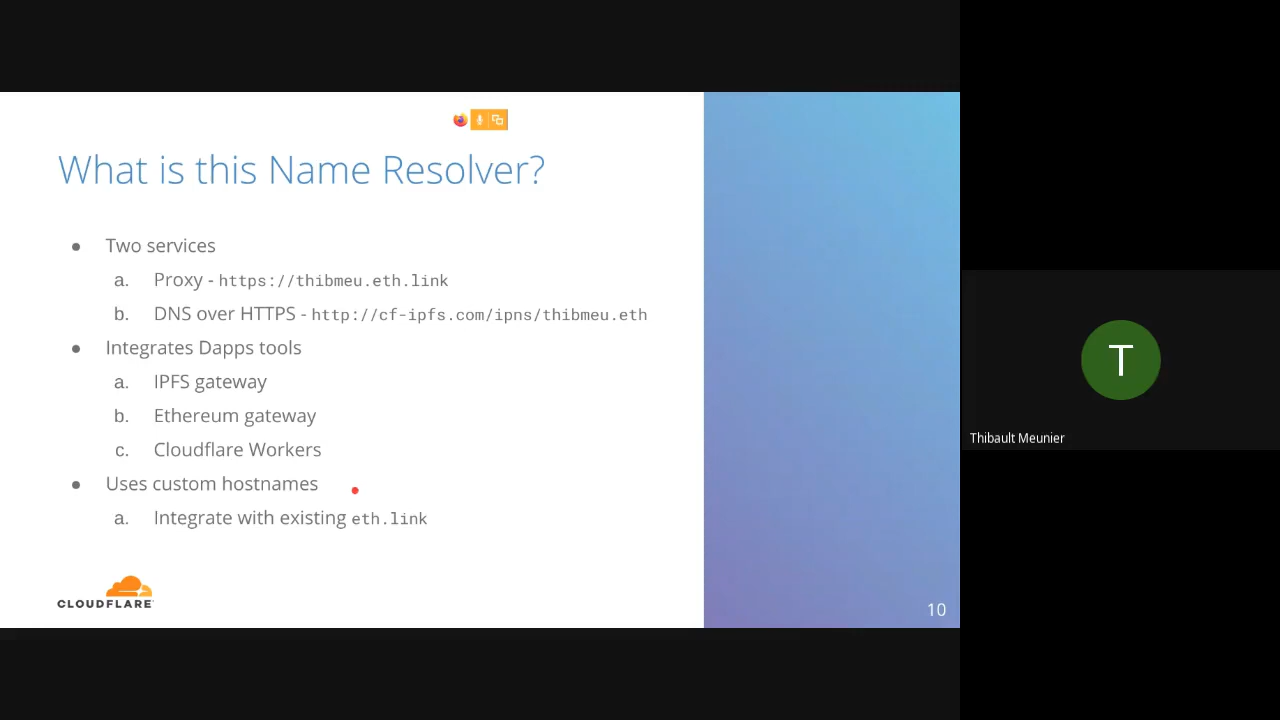 What is this Name Resolver?
● Two services
a. Proxy - https://thibmeu.eth.link
b. DNS over HTTPS - http://cf-ipfs.com/ipns/thibmeu.eth
● Integrates Dapps tools
a. IPFS gateway
b. Ethereum gateway
c. Cloudflare Workers
● Uses custom hostnames
a. Integrate with existing eth.link
CLOUDFLARE
10
T
Thibault Meunier